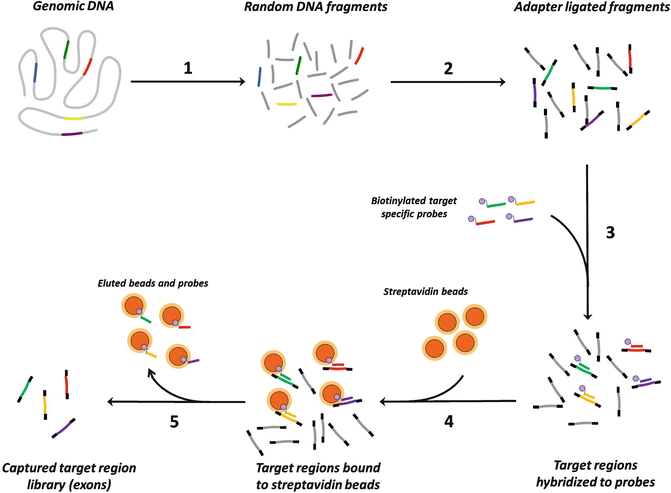 Genomic DNA
Random DNA fragments
Adapter ligated fragments
1
2
Biotinylated target
specific probes
3
Eluted beads and probes
Streptavidin beads
5
4
Captured target region
library (exons)
Target regions bound
to streptavidin beads
Target regions
hybridized to probes